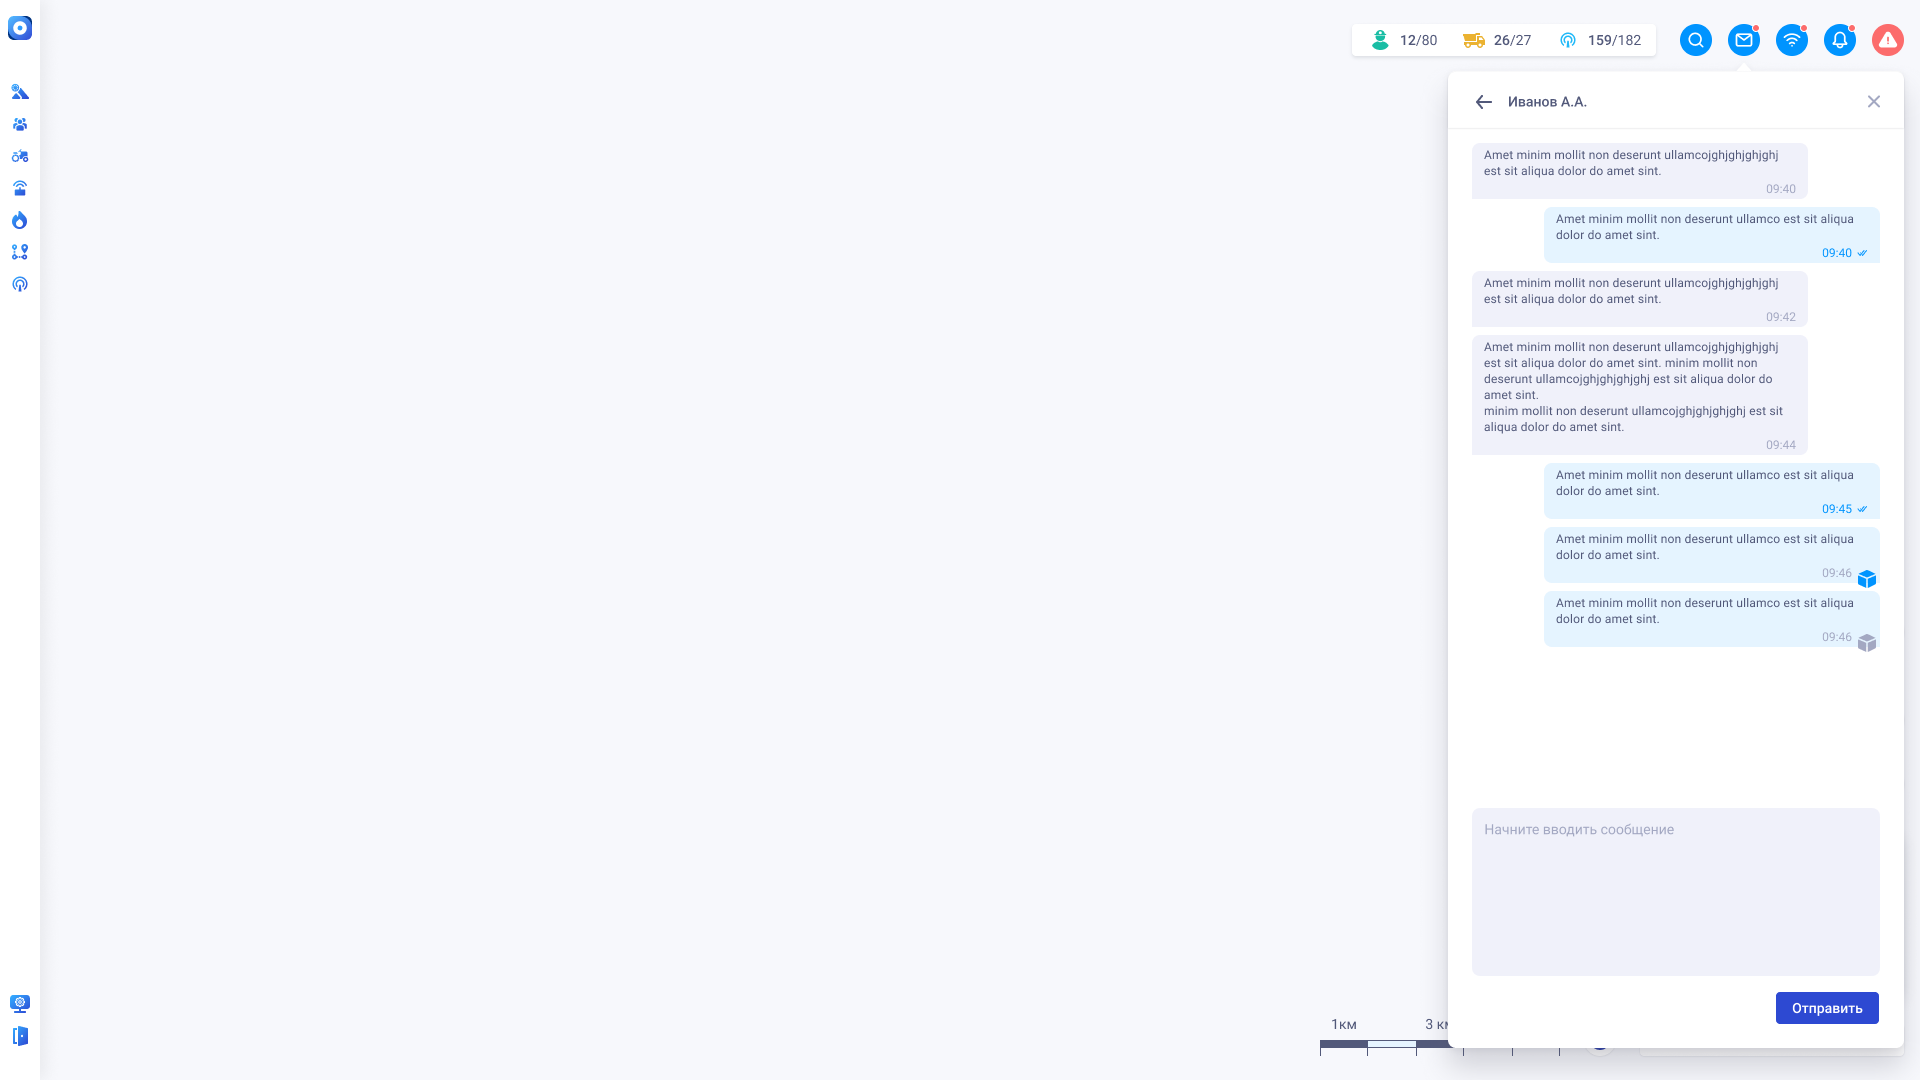 12/80 26/27 159/182
Иванов А.А.
Amet minim mollit non deserunt ullamcojghjghjghjghj
est sit aliqua dolor do amet sint.
09:40
Amet minim mollit non deserunt ullamco est sit aliqua
dolor do amet sint.
09:40
Amet minim mollit non deserunt ullamcojghjghjghjghj
est sit aliqua dolor do amet sint.
09:42
Amet minim mollit non deserunt ullamcojghjghjghjghj
est sit aliqua dolor do amet sint. minim mollit non
deserunt ullamcojghjghjghjghj est sit aliqua dolor do
amet sint.
minim mollit non deserunt ullamcojghjghjghjghj est sit
aliqua dolor do amet sint.
09:44
Amet minim mollit non deserunt ullamco est sit aliqua
dolor do amet sint.
09:45
Amet minim mollit non deserunt ullamco est sit aliqua
dolor do amet sint.
09:46
Amet minim mollit non deserunt ullamco est sit aliqua
dolor do amet sint.
09:46
Начните вводить сообщение
Отправить
1км 3 км